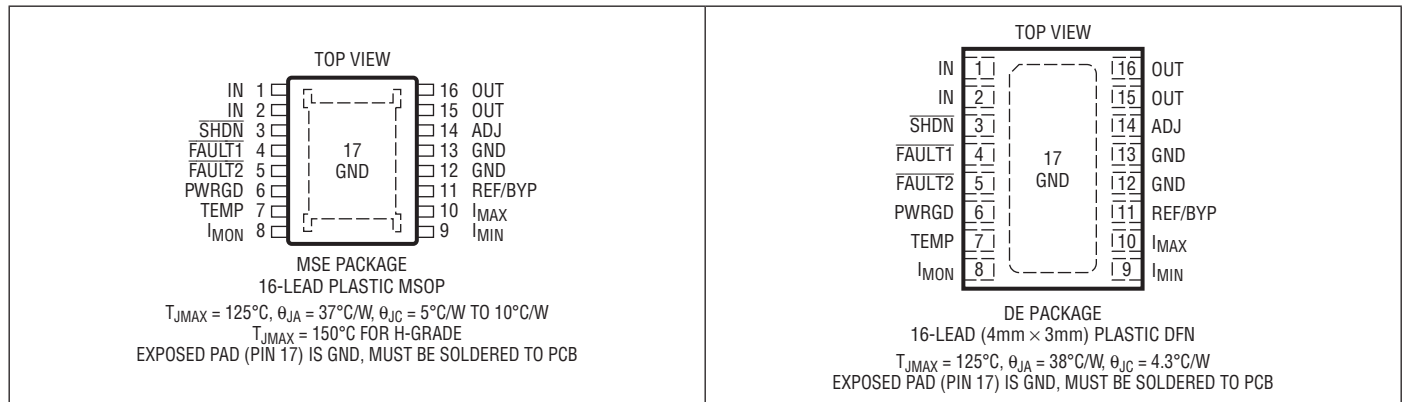 TOP VIEW
IN 1 16 OUT
IN 2 15 OUT
SHDN 3 14 ADJ
FAULT1 4 13 GND
FAULT2 5 12 GND
PWRGD 6 11 REF/BYP
TEMP 7 10 IMAX
IMON 8 9 IMIN
17
GND
MSE PACKAGE
16-LEAD PLASTIC MSOP
TJMAX = 125°C, θJA = 37°C/W, θJC = 5°C/W TO 10°C/W
TJMAX = 150°C FOR H-GRADE
EXPOSED PAD (PIN 17) IS GND, MUST BE SOLDERED TO PCB
TOP VIEW
IN 1 16 OUT
IN 2 15 OUT
SHDN 3 14 ADJ
FAULT1 4 13 GND
FAULT2 5 12 GND
PWRGD 6 11 REF/BYP
TEMP 7 10 IMAX
IMON 8 9 IMIN
17
GND
DE PACKAGE
16-LEAD (4mm × 3mm) PLASTIC DFN
TJMAX = 125°C, θJA = 38°C/W, θJC = 4.3°C/W
EXPOSED PAD (PIN 17) IS GND, MUST BE SOLDERED TO PCB